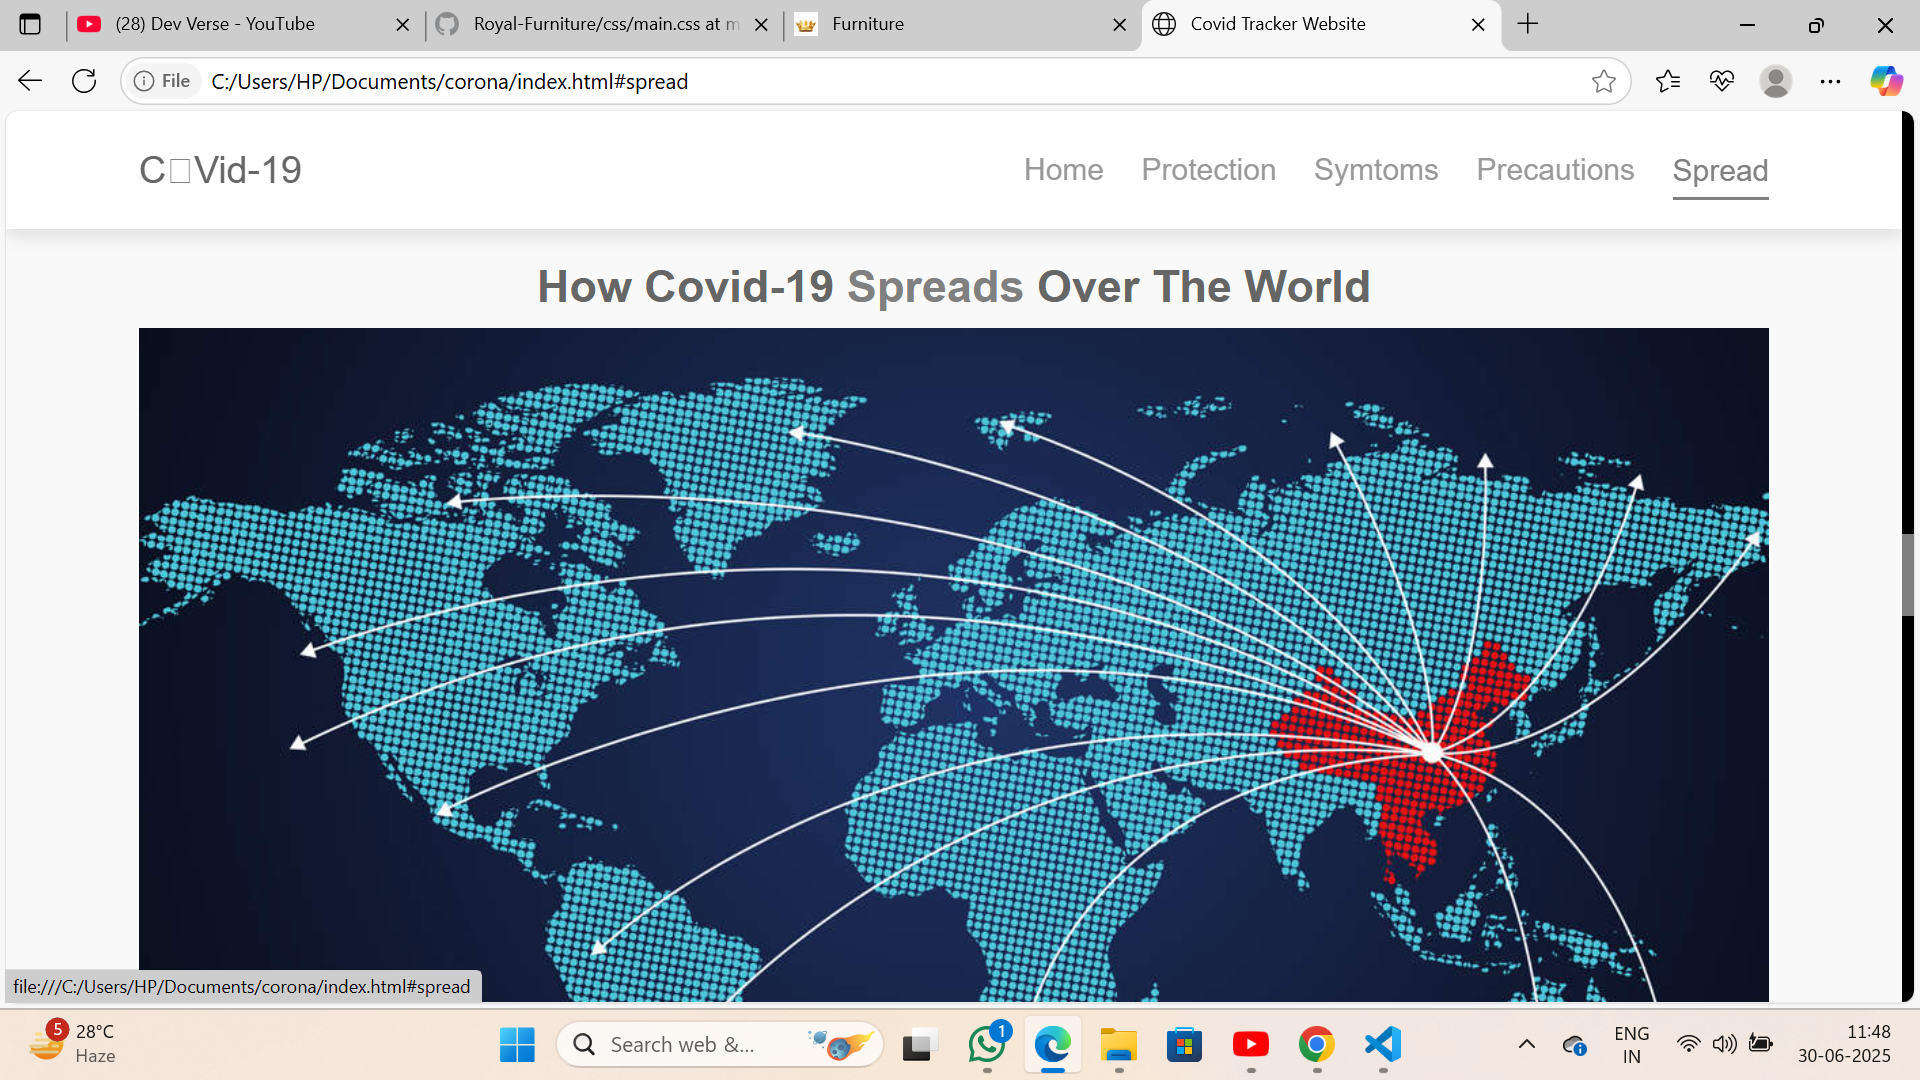 (28) Dev Verse - YouTube
Royal-Furniture/css/main.css at m
Furniture
Covid Tracker Website
File
C:/Users/HP/Documents/corona/index.html#spread
C□Vid-19
Home
Protection
Symtoms
Precautions
Spread
How Covid-19 Spreads Over The World
file:///C:/Users/HP/Documents/corona/index.html#spread
5
28°C
Haze
Search web &...
1
ENG
IN
11:48
30-06-2025